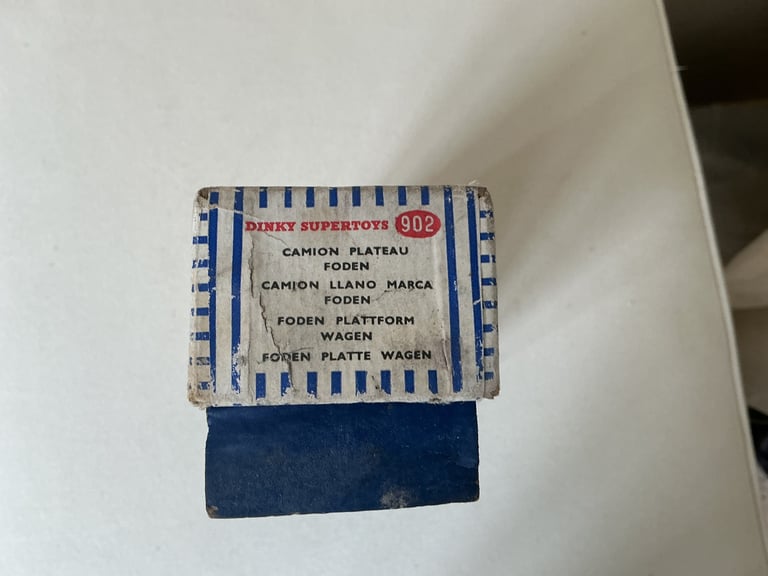 DINKY SUPERTOYS 902
CAMION PLATEAU
FODEN
CAMION LLANO MARCA
FODEN
FODEN PLATTFORM
WAGEN
FODEN PLATTE WAGEN